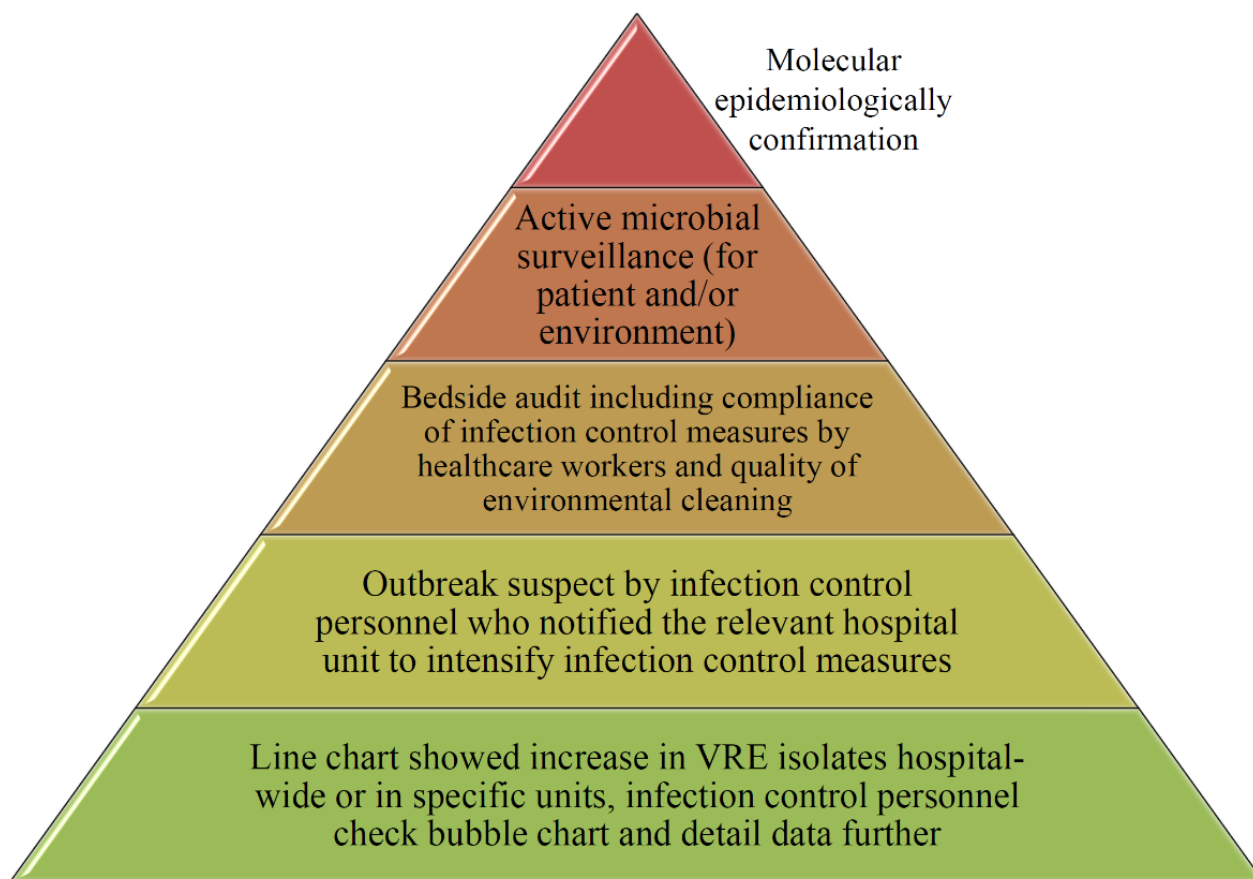 Molecular
epidemiologically
confirmation
Active microbial
surveillance (for
patient and/or
environment)
Bedside audit including compliance
of infection control measures by
healthcare workers and quality of
environmental cleaning
Outbreak suspect by infection control
personnel who notified the relevant hospital
unit to intensify infection control measures
Line chart showed increase in VRE isolates hospital-
wide or in specific units, infection control personnel
check bubble chart and detail data further